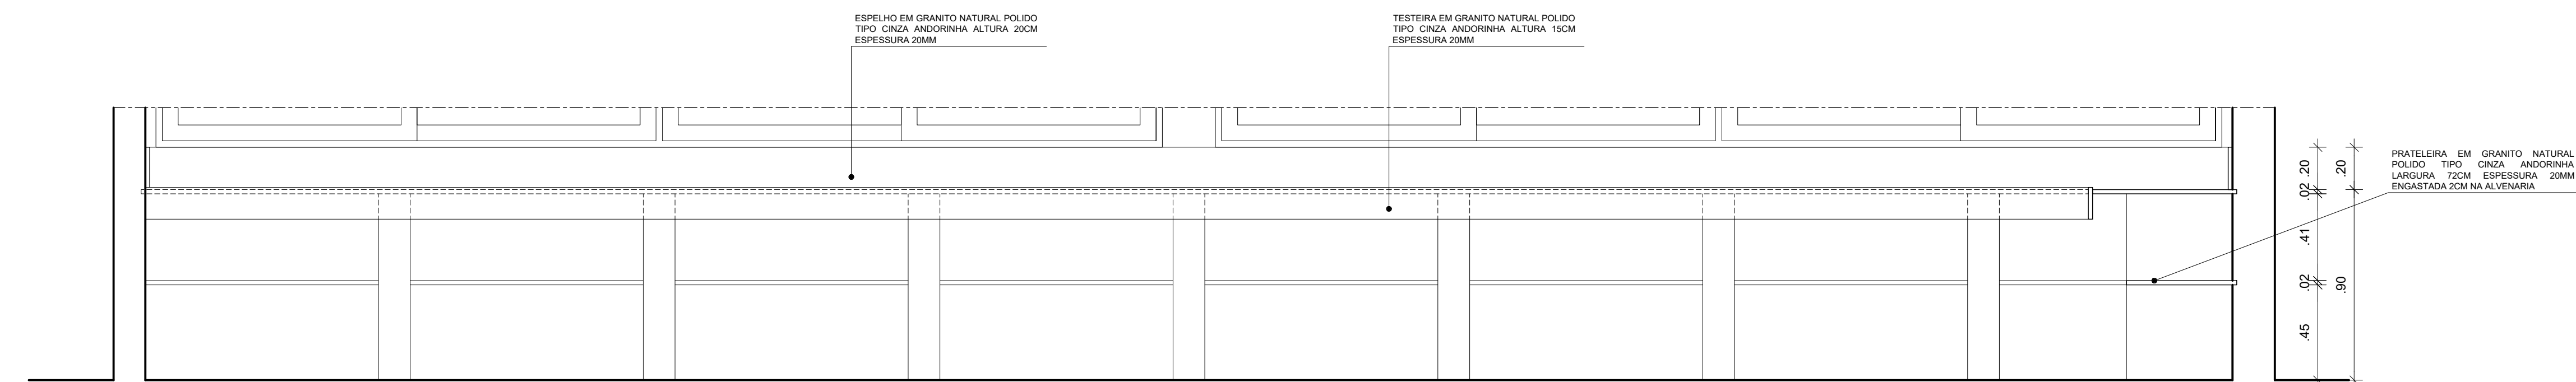 ESPELHO EM GRANITO NATURAL POLIDO
TIPO CINZA ANDORINHA ALTURA 20CM
ESPESSURA 20MM
TESTEIRA EM GRANITO NATURAL POLIDO
TIPO CINZA ANDORINHA ALTURA 15CM
ESPESSURA 20MM
PRATELEIRA EM GRANITO NATURAL
POLIDO TIPO CINZA ANDORINHA
LARGURA 72CM ESPESSURA 20MM
ENGASTADA 2CM NA ALVENARIA
.20
.02
.41
.02
.45
.20
.90